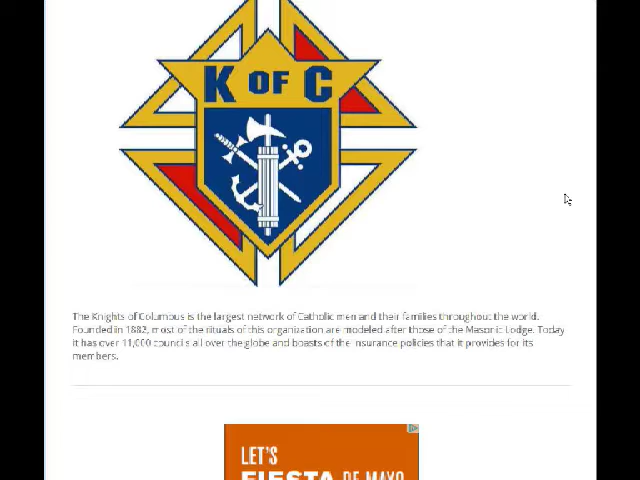 K OF C
The Knights of Columbus is the largest network of Catholic men and their families throughout the world.
Founded in 1882, most of the rituals of this organization are modeled after those of the Masonic Lodge. Today
it has over 11,000 councils all over the globe and boasts of the insurance policies that it provides for its
members.
LET'S
FIESTA DE MAYO